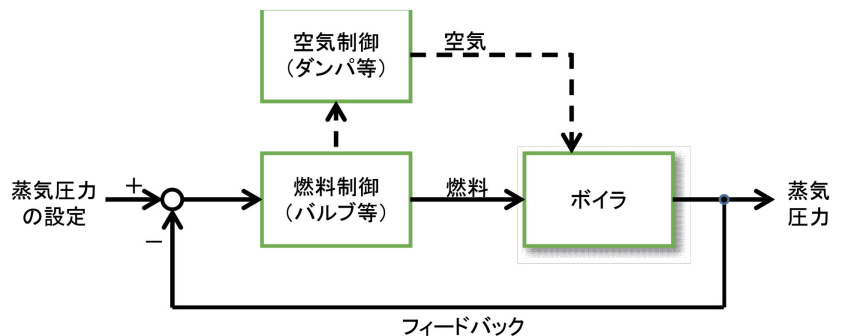 空気制御
（ダンパ等）
空気
蒸気圧力
の設定
＋
－
燃料制御
（バルブ等）
燃料
ボイラ
蒸気
圧力
フィードバック